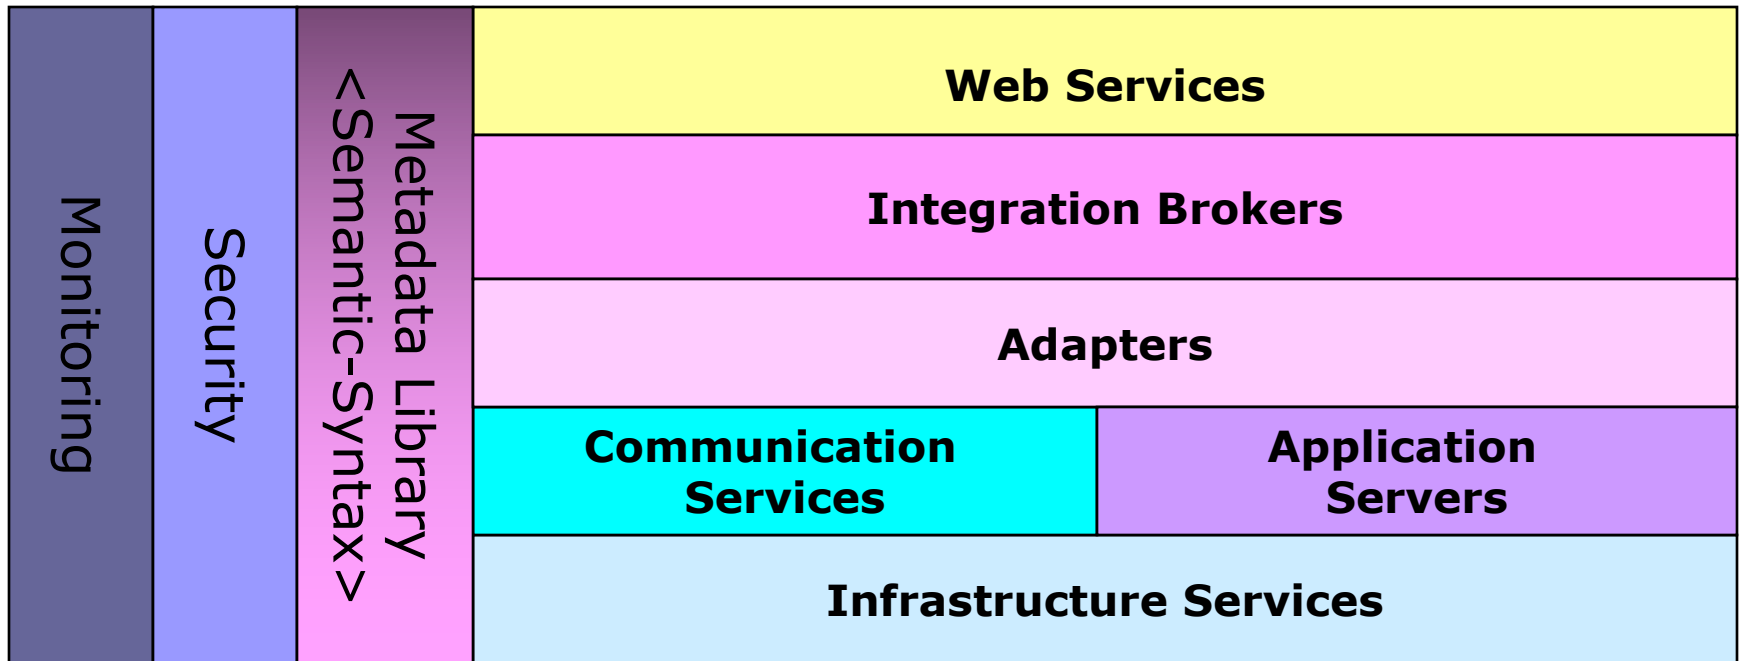 Monitoring
Security
Metadata Library
<Semantic-Syntax>
Web Services
Integration Brokers
Adapters
Communication
Services
Application
Servers
Infrastructure Services